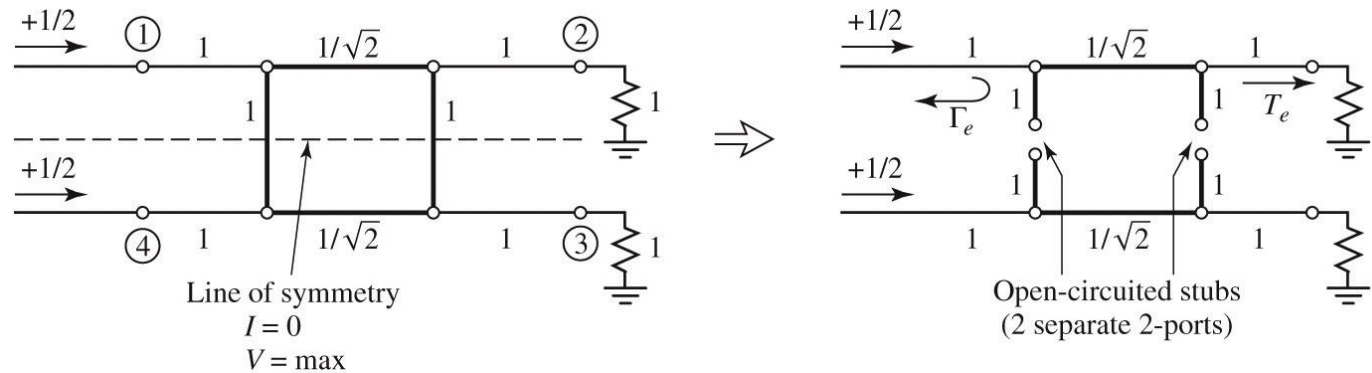 +1/2
① 1 1/√2 1 ②
1 1 1
+1/2
④ 1 1/√2 1 ③
1
Line of symmetry
I = 0
V = max
+1/2
1 1/√2 1
Γe 1 1 Te 1
+1/2
1 1
1 1/√2 1
1
Open-circuited stubs
(2 separate 2-ports)